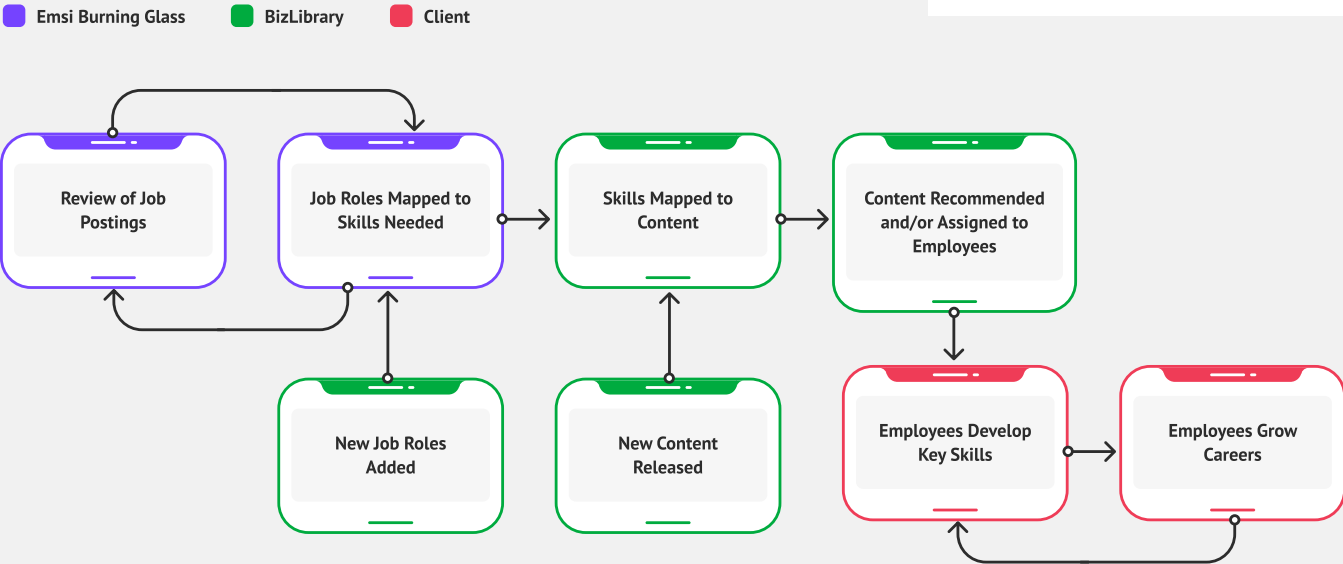 Emsi Burning Glass
BizLibrary
Client
Review of Job
Postings
Job Roles Mapped to
Skills Needed
Skills Mapped to
Content
Content Recommended
and/or Assigned to
Employees
New Job Roles
Added
New Content
Released
Employees Develop
Key Skills
Employees Grow
Careers